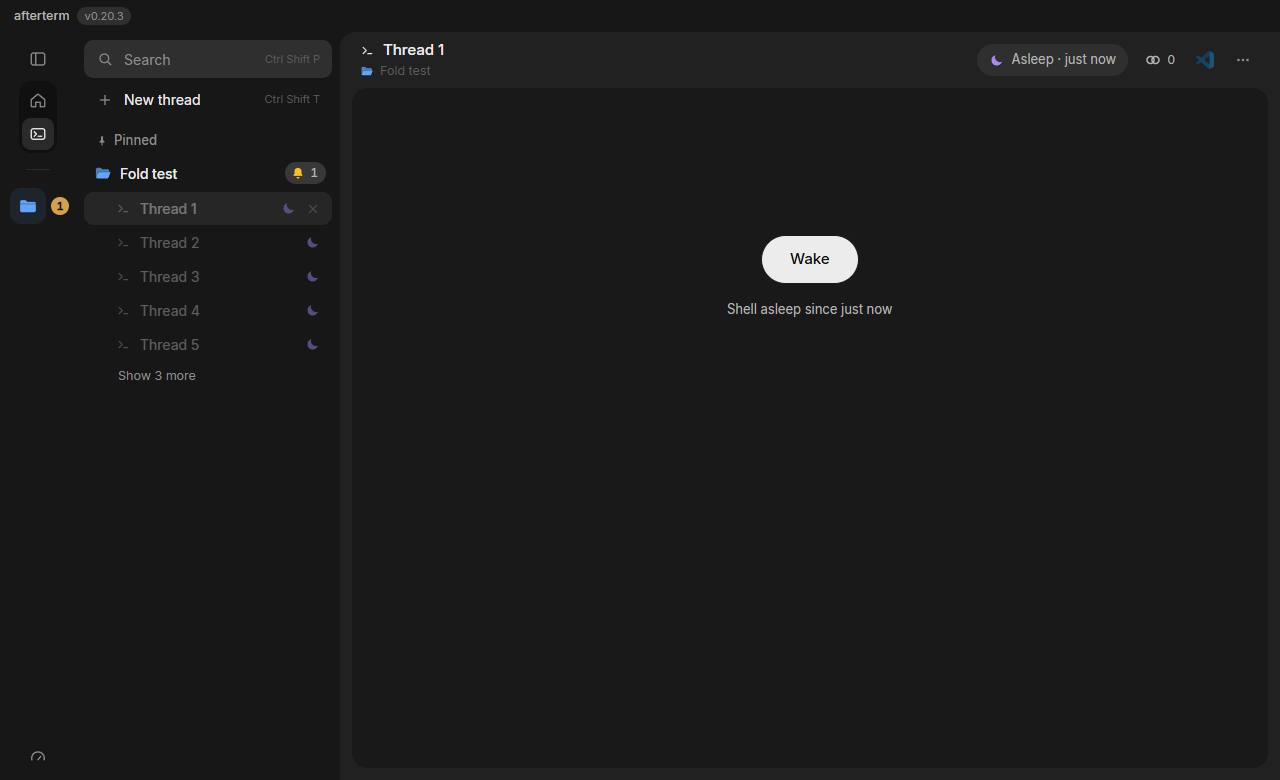 afterterm v0.20.3
Search Ctrl Shift P
New thread Ctrl Shift T
Pinned
Fold test 1
1
Thread 1
Thread 2
Thread 3
Thread 4
Thread 5
Show 3 more
Thread 1
Fold test
Asleep · just now 0
Wake
Shell asleep since just now